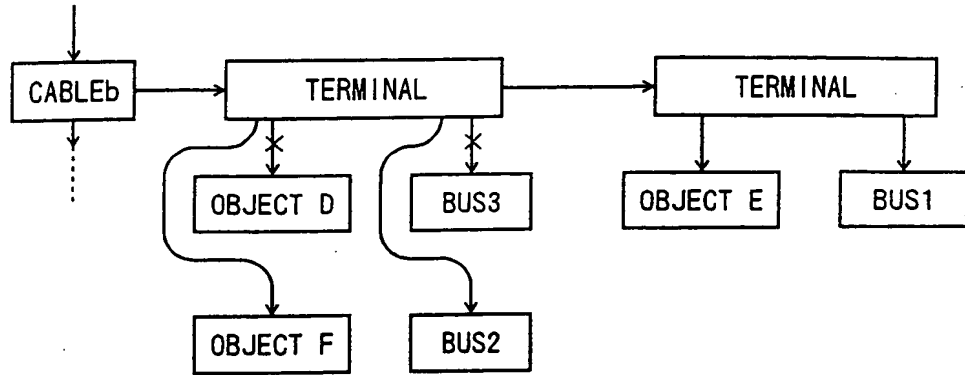 CABLEb
TERMINAL
TERMINAL
OBJECT D
BUS3
OBJECT E
BUS1
OBJECT F
BUS2